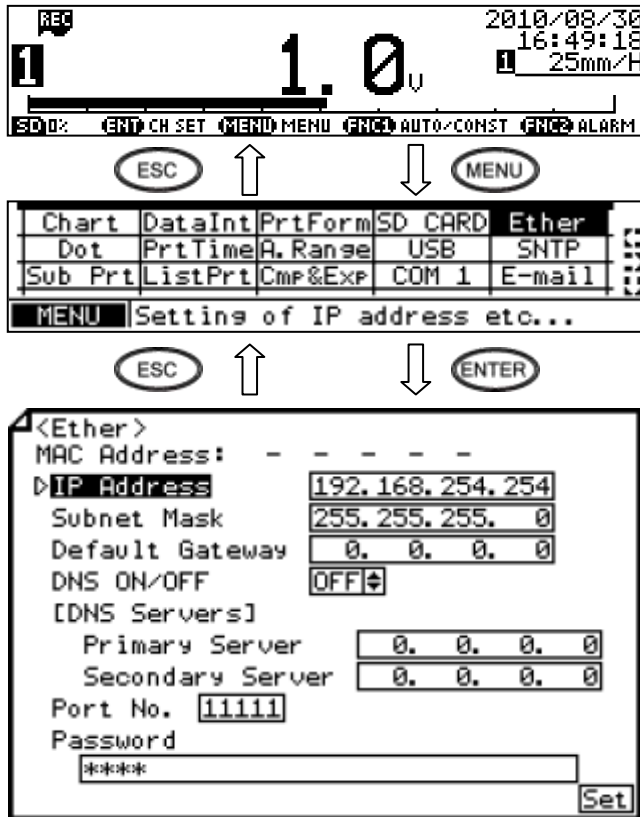 REC
2010/08/30
16:49:18
1 1.0V 1 25mm/H
SD 0% ENT CH SET MENU MENU FNC1 AUTO/CONST FNC2 ALARM
ESC MENU
Chart DataInt PrtForm SD CARD Ether
Dot PrtTime A.Range USB SNTP
Sub Prt ListPrt Cmp&Exp COM 1 E-mail
MENU Setting of IP address etc...
ESC ENTER
<Ether>
MAC Address: - - - - -
IP Address 192.168.254.254
Subnet Mask 255.255.255. 0
Default Gateway 0. 0. 0. 0
DNS ON/OFF OFF
[DNS Servers]
Primary Server 0. 0. 0. 0
Secondary Server 0. 0. 0. 0
Port No. 11111
Password
****
Set